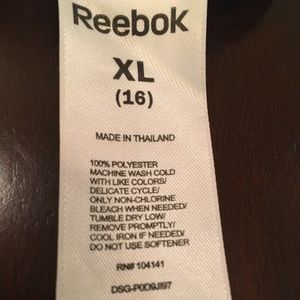 Reebok
XL
(16)
MADE IN THAILAND
100% POLYESTER
MACHINE WASH COLD
WITH LIKE COLORS/
DELICATE CYCLE/
ONLY NON-CHLORINE
BLEACH WHEN NEEDED/
TUMBLE DRY LOW/
REMOVE PROMPTLY/
COOL IRON IF NEEDED/
DO NOT USE SOFTENER
RN# 104141
DSG-P0D9JI97